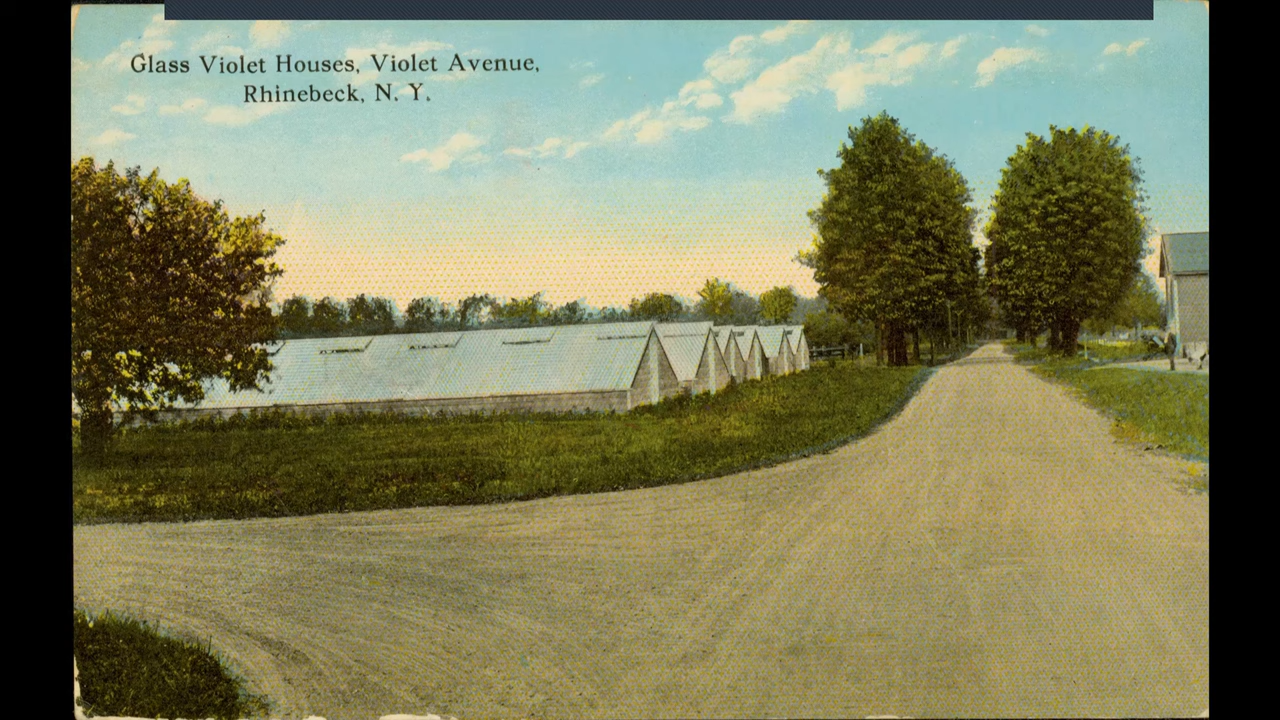 Glass Violet Houses, Violet Avenue,
Rhinebeck, N. Y.